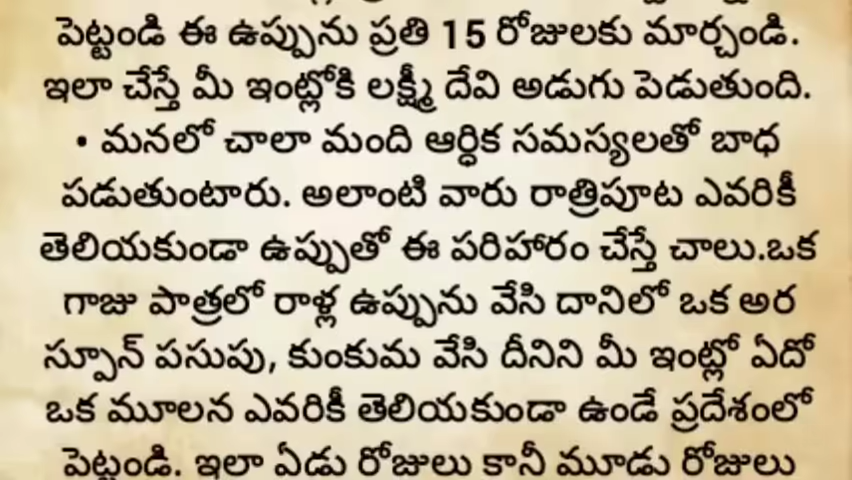 పెట్టండి ఈ ఉప్పును ప్రతి 15 రోజులకు మార్చండి.
ఇలా చేస్తే మీ ఇంట్లోకి లక్ష్మీ దేవి అడుగు పెడుతుంది.
• మనలో చాలా మంది ఆర్ధిక సమస్యలతో బాధ
పడుతుంటారు. అలాంటి వారు రాత్రిపూట ఎవరికీ
తెలియకుండా ఉప్పుతో ఈ పరిహారం చేస్తే చాలు.ఒక
గాజు పాత్రలో రాళ్ల ఉప్పును వేసి దానిలో ఒక అర
స్పూన్ పసుపు, కుంకుమ వేసి దీనిని మీ ఇంట్లో ఏదో
ఒక మూలన ఎవరికీ తెలియకుండా ఉండే ప్రదేశంలో
పెట్టండి. ఇలా ఏడు రోజులు కానీ మూడు రోజులు